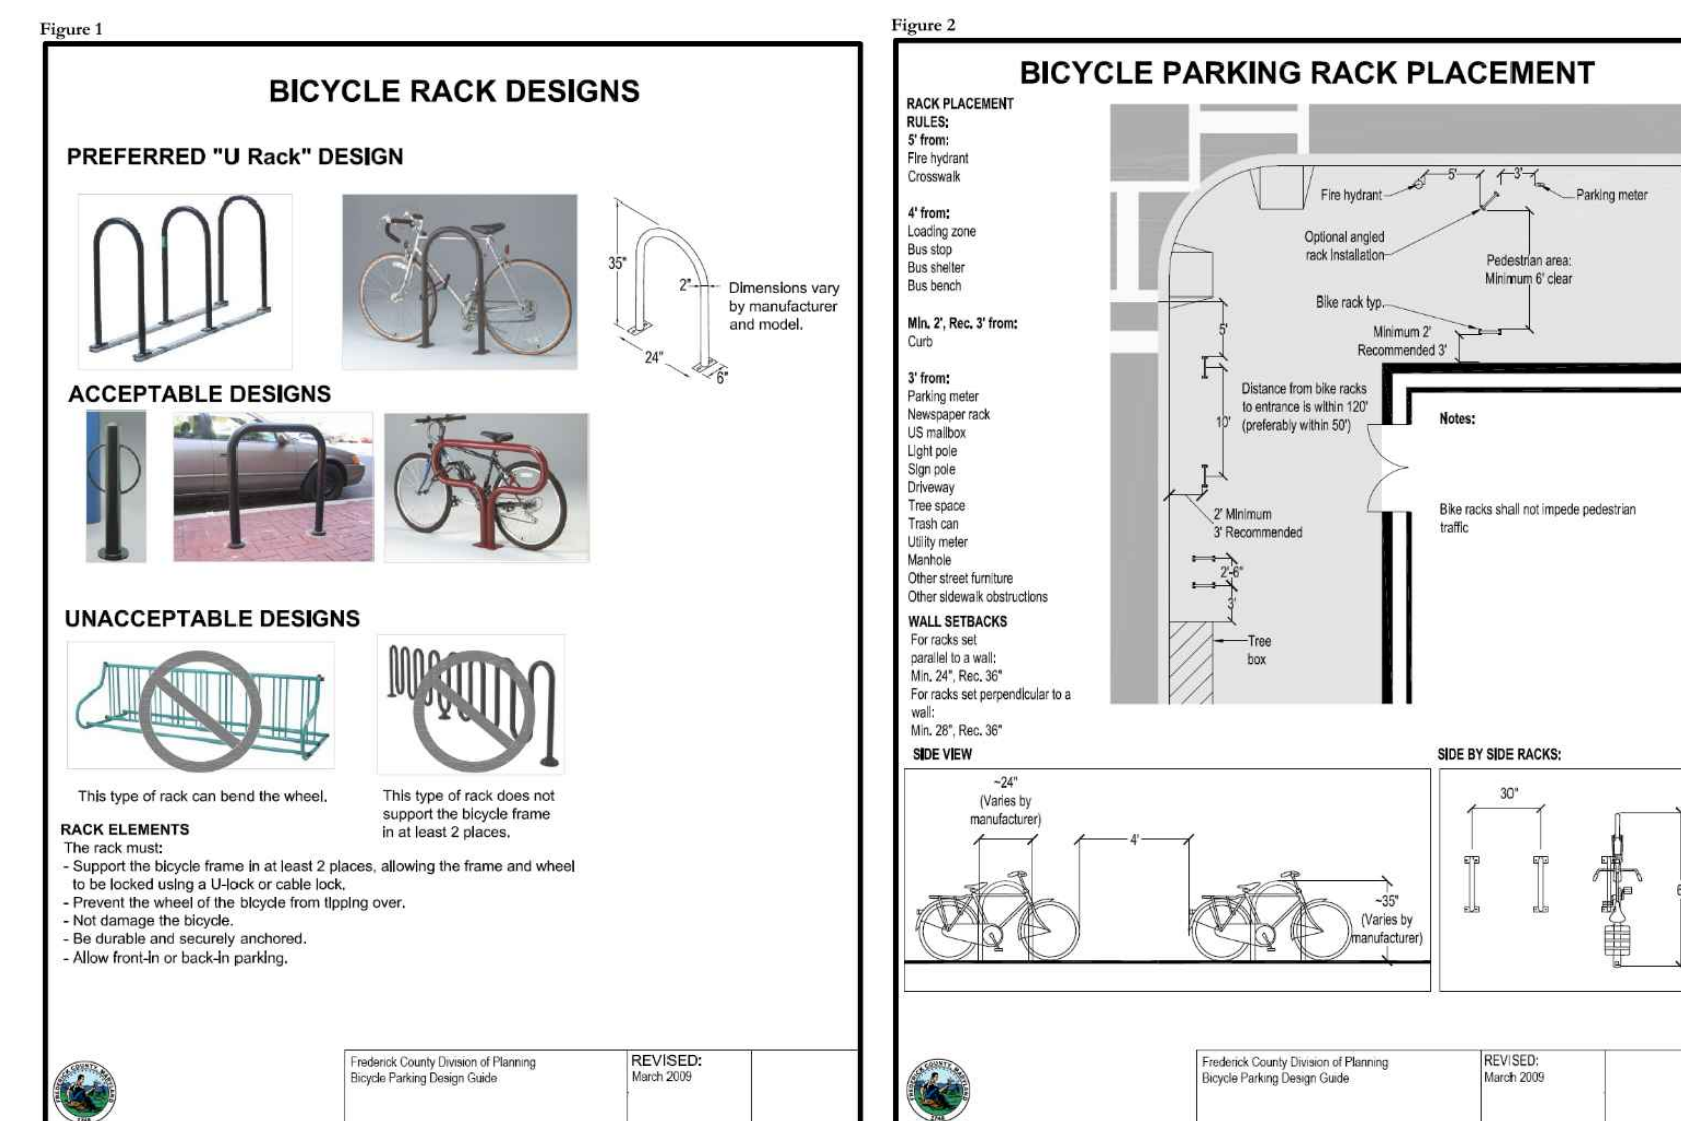 Figure 1
BICYCLE RACK DESIGNS
PREFERRED "U Rack" DESIGN
35"
2"
Dimensions vary
by manufacturer
and model.
24"
6"
ACCEPTABLE DESIGNS
UNACCEPTABLE DESIGNS
This type of rack can bend the wheel.
This type of rack does not
support the bicycle frame
in at least 2 places.
RACK ELEMENTS
The rack must:
- Support the bicycle frame in at least 2 places, allowing the frame and wheel
to be locked using a U-lock or cable lock.
- Prevent the wheel of the bicycle from tipping over.
- Not damage the bicycle.
- Be durable and securely anchored.
- Allow front-in or back-in parking.
FREDERICK COUNTY, MARYLAND
1748
Frederick County Division of Planning
Bicycle Parking Design Guide
REVISED:
March 2009
Figure 2
BICYCLE PARKING RACK PLACEMENT
RACK PLACEMENT
RULES:
5' from:
Fire hydrant
Crosswalk
4' from:
Loading zone
Bus stop
Bus shelter
Bus bench
Min. 2', Rec. 3' from:
Curb
3' from:
Parking meter
Newspaper rack
US mailbox
Light pole
Sign pole
Driveway
Tree space
Trash can
Utility meter
Manhole
Other street furniture
Other sidewalk obstructions
WALL SETBACKS
For racks set
parallel to a wall:
Min. 24", Rec. 36"
For racks set perpendicular to a
wall:
Min. 28", Rec. 36"
5'
3'
Fire hydrant
Parking meter
Optional angled
rack installation
Pedestrian area:
Minimum 6' clear
Bike rack typ.
Minimum 2'
Recommended 3'
5'
Distance from bike racks
to entrance is within 120'
(preferably within 50')
10'
Notes:
Bike racks shall not impede pedestrian
traffic
2' Minimum
3' Recommended
2'-6"
3'
Tree
box
SIDE VIEW
~24"
(Varies by
manufacturer)
4'
~35"
(Varies by
manufacturer)
SIDE BY SIDE RACKS:
30"
FREDERICK COUNTY, MARYLAND
1748
Frederick County Division of Planning
Bicycle Parking Design Guide
REVISED:
March 2009